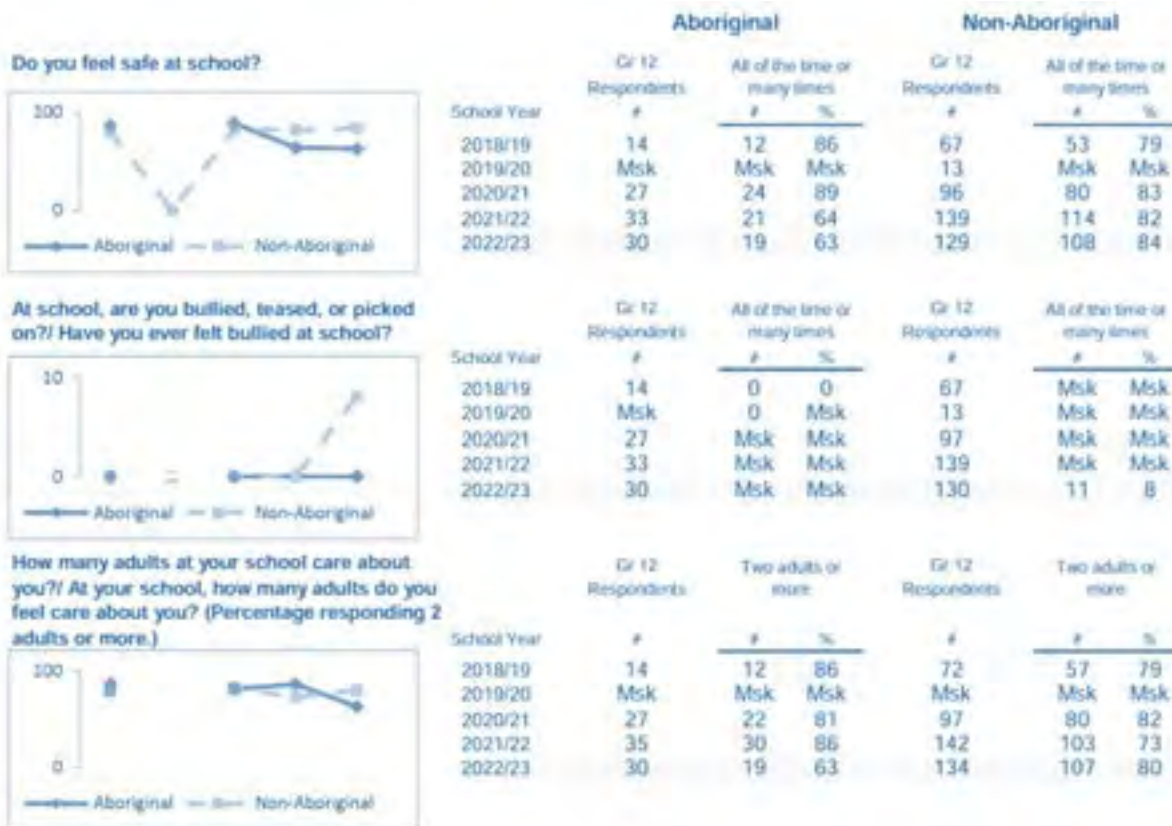 Aboriginal Non-Aboriginal
Do you feel safe at school?
Gr 12 Respondents All of the time or many times Gr 12 Respondents All of the time or many times
School Year # # % # # %
2018/19 14 12 86 67 53 79
2019/20 Msk Msk Msk 13 Msk Msk
2020/21 27 24 89 96 80 83
2021/22 33 21 64 139 114 82
2022/23 30 19 63 129 108 84
100
0
Aboriginal Non-Aboriginal
At school, are you bullied, teased, or picked
on?/ Have you ever felt bullied at school?
Gr 12 Respondents All of the time or many times Gr 12 Respondents All of the time or many times
School Year # # % # # %
2018/19 14 0 0 67 Msk Msk
2019/20 Msk 0 Msk 13 Msk Msk
2020/21 27 Msk Msk 97 Msk Msk
2021/22 33 Msk Msk 139 Msk Msk
2022/23 30 Msk Msk 130 11 8
10
0
Aboriginal Non-Aboriginal
How many adults at your school care about
you?/ At your school, how many adults do you
feel care about you? (Percentage responding 2
adults or more.)
Gr 12 Respondents Two adults or more Gr 12 Respondents Two adults or more
School Year # # % # # %
2018/19 14 12 86 72 57 79
2019/20 Msk Msk Msk Msk Msk Msk
2020/21 27 22 81 97 80 82
2021/22 35 30 86 142 103 73
2022/23 30 19 63 134 107 80
100
0
Aboriginal Non-Aboriginal